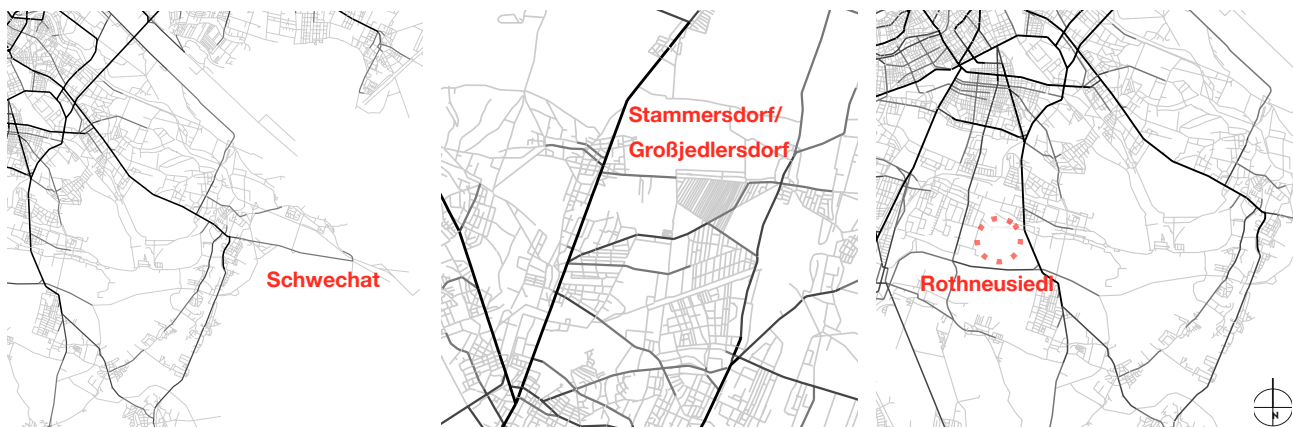 Schwechat
Stammersdorf/
Großjedlersdorf
Rothneusiedl
N